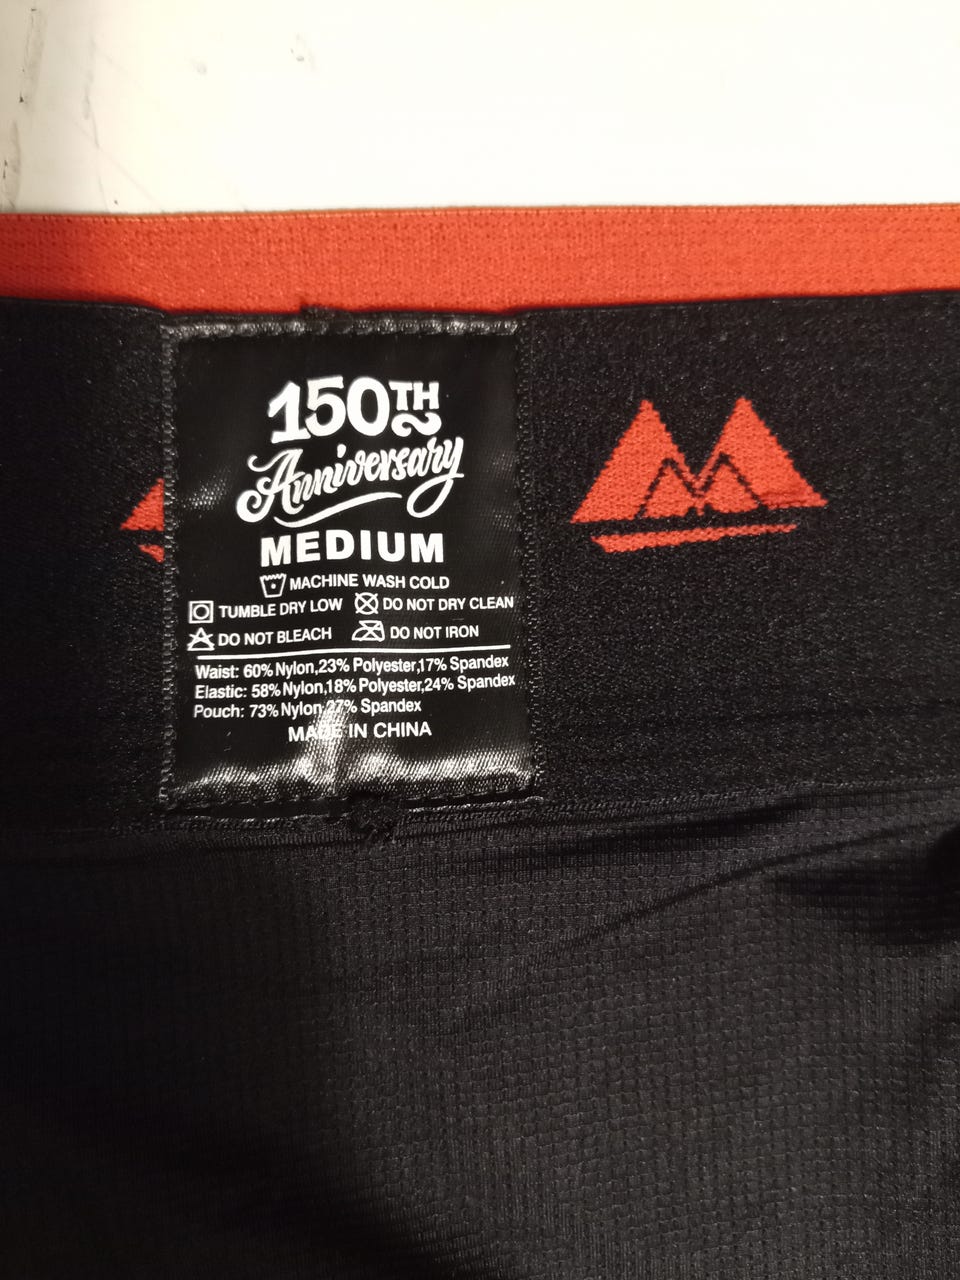 150TH
Anniversary
MEDIUM
MACHINE WASH COLD
TUMBLE DRY LOW DO NOT DRY CLEAN
DO NOT BLEACH DO NOT IRON
Waist: 60% Nylon,23% Polyester,17% Spandex
Elastic: 58% Nylon,18% Polyester,24% Spandex
Pouch: 73% Nylon,27% Spandex
MADE IN CHINA